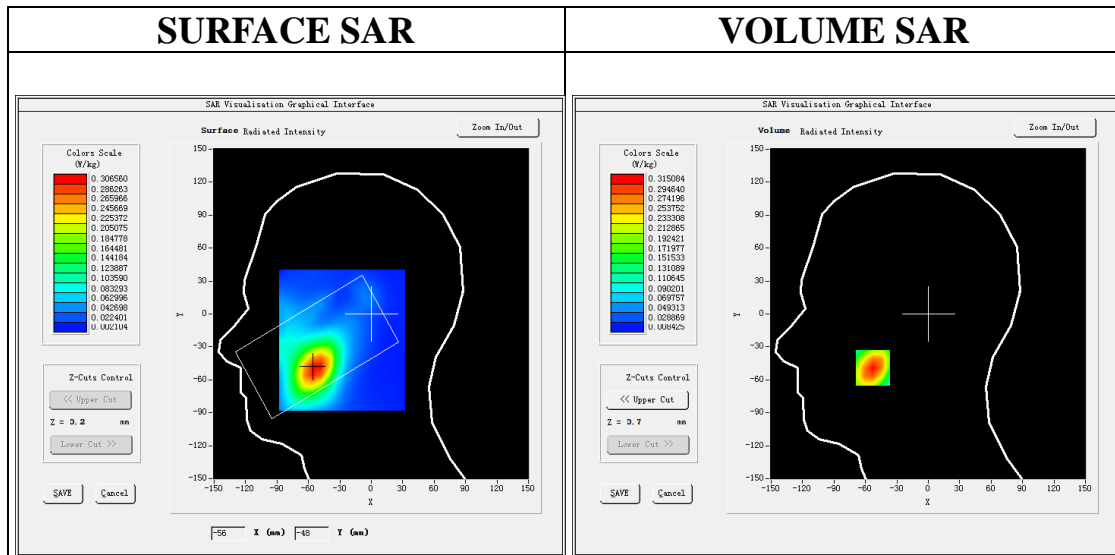 SURFACE SAR
SAR Visualisation Graphical Interface
Surface Radiated Intensity
Zoom In/Out
Colors Scale
(W/kg)
0.306560
0.286263
0.265966
0.245669
0.225372
0.205075
0.184778
0.164481
0.144184
0.123887
0.103590
0.083293
0.062996
0.042698
0.022401
0.002104
150
120
90
60
30
0
-30
-60
-90
-120
-150
Y
-150 -120 -90 -60 -30 0 30 60 90 120 150
X
Z-Cuts Control
<< Upper Cut
Z = 0.2 mm
Lower Cut >>
SAVE Cancel
-56 X (mm) -48 Y (mm)
VOLUME SAR
SAR Visualisation Graphical Interface
Volume Radiated Intensity
Zoom In/Out
Colors Scale
(W/kg)
0.315084
0.294640
0.274196
0.253752
0.233308
0.212865
0.192421
0.171977
0.151533
0.131089
0.110645
0.090201
0.069757
0.049313
0.028869
0.008425
150
120
90
60
30
0
-30
-60
-90
-120
-150
Y
-150 -120 -90 -60 -30 0 30 60 90 120 150
X
Z-Cuts Control
<< Upper Cut
Z = 0.7 mm
Lower Cut >>
SAVE Cancel